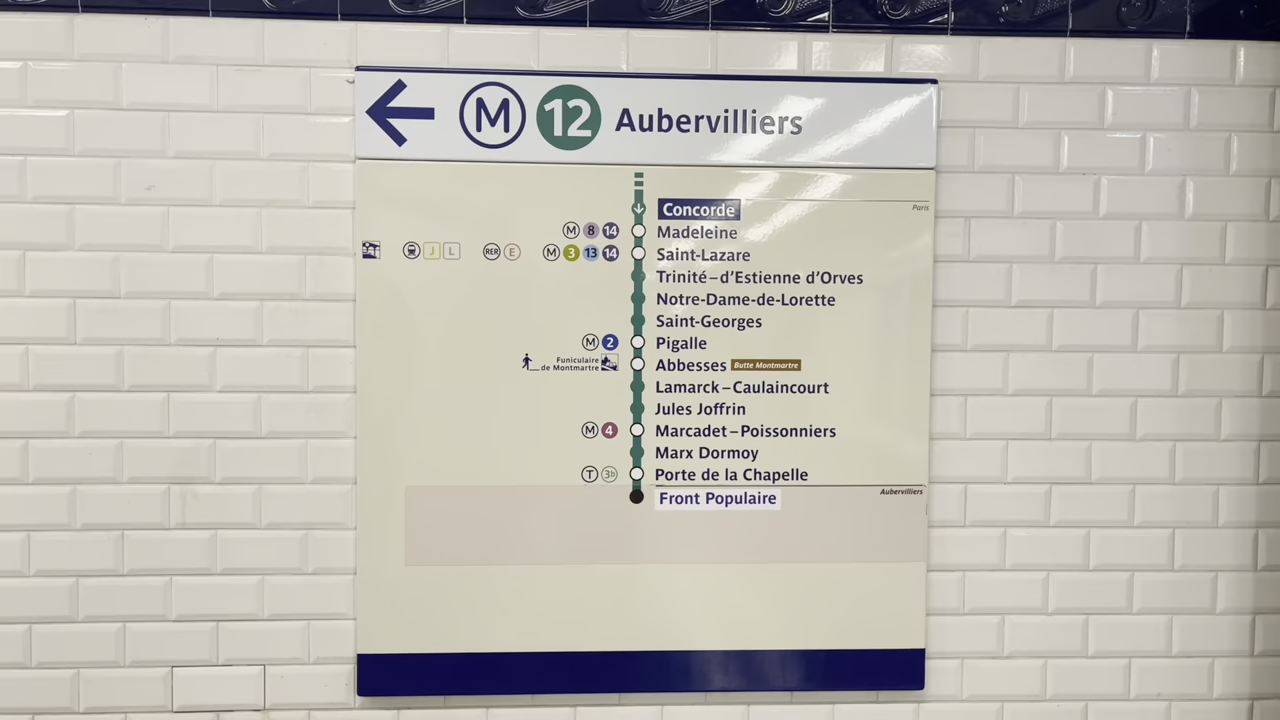 M 12 Aubervilliers
Concorde
Paris
M 8 14 Madeleine
J L RER E M 3 13 14 Saint-Lazare
Trinité – d'Estienne d'Orves
Notre-Dame-de-Lorette
Saint-Georges
M 2 Pigalle
Funiculaire
de Montmartre
Abbesses Butte Montmartre
Lamarck – Caulaincourt
Jules Joffrin
M 4 Marcadet – Poissonniers
Marx Dormoy
T 3b Porte de la Chapelle
Aubervilliers
Front Populaire